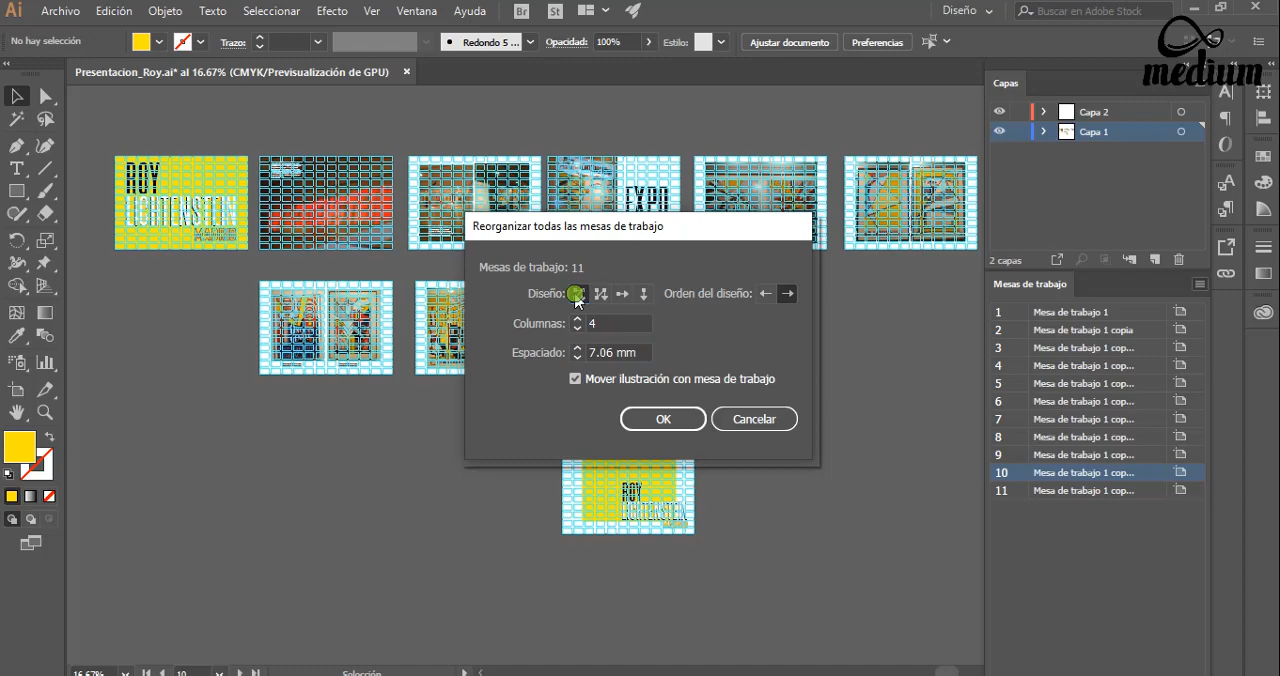 Ai Archivo Edición Objeto Texto Seleccionar Efecto Ver Ventana Ayuda Br St Diseño Buscar en Adobe Stock
No hay selección Trazo: Redondo 5 ... Opacidad: 100% Estilo: Ajustar documento Preferencias
medium
Presentacion_Roy.ai* al 16.67% (CMYK/Previsualización de GPU) ×
Capas
Capa 2
Capa 1
2 capas
ROY
LICHTENSTEIN
MADRID
EXPO
Reorganizar todas las mesas de trabajo
Mesas de trabajo: 11
Diseño: Orden del diseño:
Columnas: 4
Espaciado: 7.06 mm
Mover ilustración con mesa de trabajo
OK Cancelar
Mesas de trabajo
1 Mesa de trabajo 1
2 Mesa de trabajo 1 copia
3 Mesa de trabajo 1 cop...
4 Mesa de trabajo 1 cop...
5 Mesa de trabajo 1 cop...
6 Mesa de trabajo 1 cop...
7 Mesa de trabajo 1 cop...
8 Mesa de trabajo 1 cop...
9 Mesa de trabajo 1 cop...
10 Mesa de trabajo 1 cop...
11 Mesa de trabajo 1 cop...
ROY
LICHTENSTEIN
16.67% 10 Selección